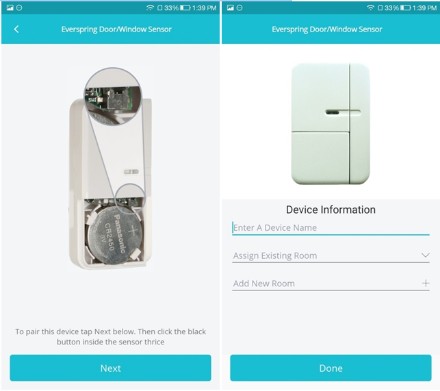 33% 1:39 PM
Everspring Door/Window Sensor
Panasonic
CR2450
To pair this device tap Next below. Then click the black
button inside the sensor thrice
Next
33% 1:39 PM
Everspring Door/Window Sensor
Device Information
Enter A Device Name
Assign Existing Room
Add New Room
Done